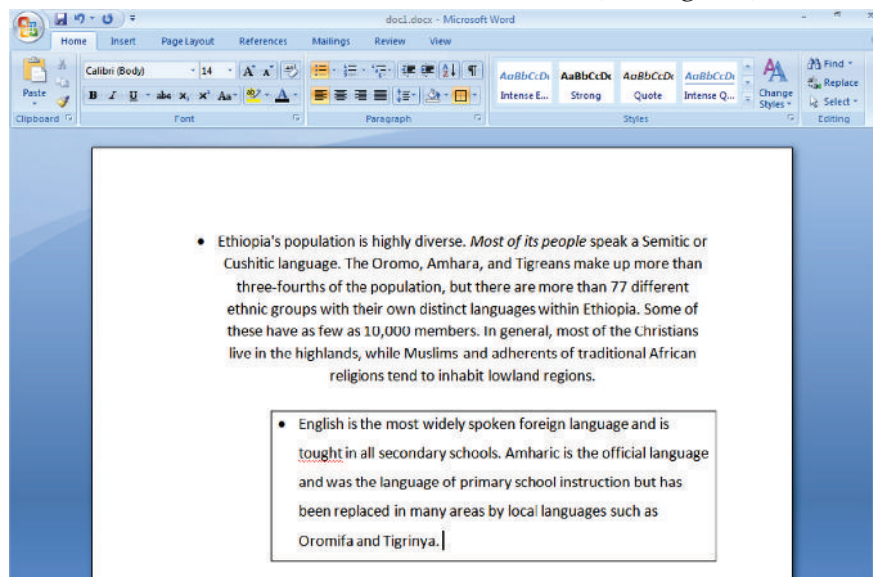 doc1.docx - Microsoft Word
Home Insert Page Layout References Mailings Review View
Calibri (Body) 14 A A Find
Paste B I U abc x, x² Aa A AaBbCcDc AaBbCcDc AaBbCcDc AaBbCcDc Change Styles Replace
Intense E... Strong Quote Intense Q... Select
Clipboard Font Paragraph Styles Editing
• Ethiopia's population is highly diverse. Most of its people speak a Semitic or
Cushitic language. The Oromo, Amhara, and Tigreans make up more than
three-fourths of the population, but there are more than 77 different
ethnic groups with their own distinct languages within Ethiopia. Some of
these have as few as 10,000 members. In general, most of the Christians
live in the highlands, while Muslims and adherents of traditional African
religions tend to inhabit lowland regions.
• English is the most widely spoken foreign language and is
tought in all secondary schools. Amharic is the official language
and was the language of primary school instruction but has
been replaced in many areas by local languages such as
Oromifa and Tigrinya.